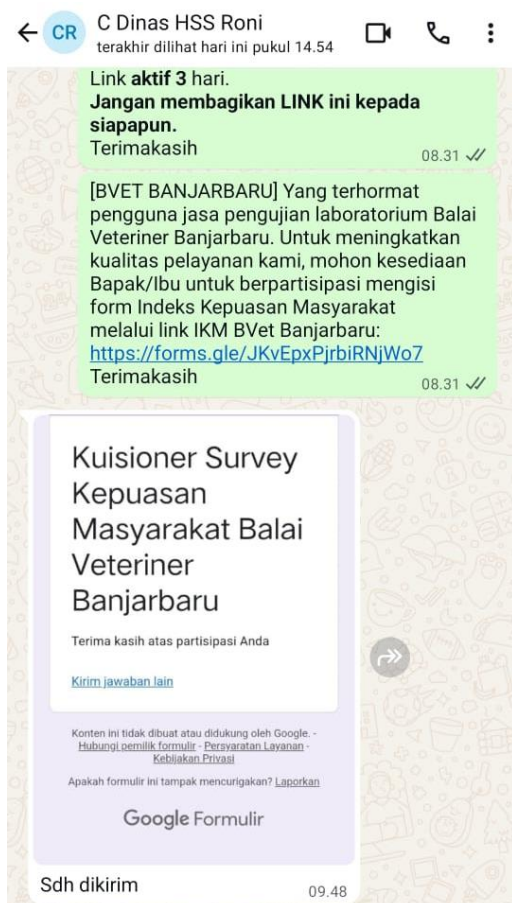 CR
C Dinas HSS Roni
terakhir dilihat hari ini pukul 14.54
Link aktif 3 hari.
Jangan membagikan LINK ini kepada
siapapun.
Terimakasih
08.31
[BVET BANJARBARU] Yang terhormat
pengguna jasa pengujian laboratorium Balai
Veteriner Banjarbaru. Untuk meningkatkan
kualitas pelayanan kami, mohon kesediaan
Bapak/Ibu untuk berpartisipasi mengisi
form Indeks Kepuasan Masyarakat
melalui link IKM BVet Banjarbaru:
https://forms.gle/JKvEpxPjrbiRNjWo7
Terimakasih
08.31
Kuisioner Survey
Kepuasan
Masyarakat Balai
Veteriner
Banjarbaru
Terima kasih atas partisipasi Anda
Kirim jawaban lain
Konten ini tidak dibuat atau didukung oleh Google. -
Hubungi pemilik formulir - Persyaratan Layanan -
Kebijakan Privasi
Apakah formulir ini tampak mencurigakan? Laporkan
Google Formulir
Sdh dikirim
09.48